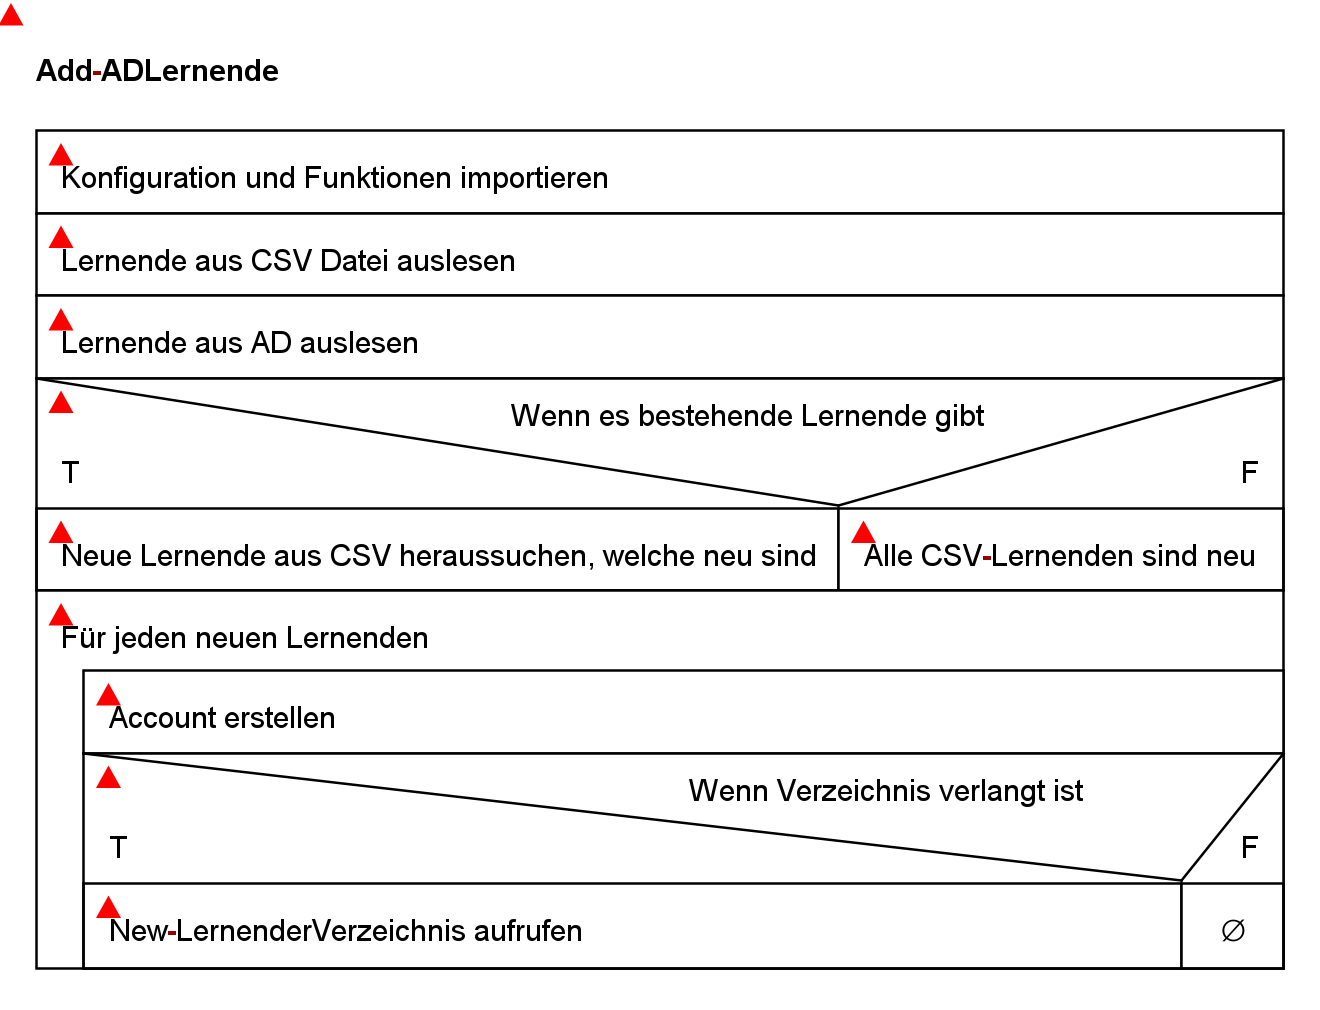 Add-ADLernende
Konfiguration und Funktionen importieren
Lernende aus CSV Datei auslesen
Lernende aus AD auslesen
Wenn es bestehende Lernende gibt
T
F
Neue Lernende aus CSV heraussuchen, welche neu sind
Alle CSV-Lernenden sind neu
Für jeden neuen Lernenden
Account erstellen
Wenn Verzeichnis verlangt ist
T
F
New-LernenderVerzeichnis aufrufen
∅